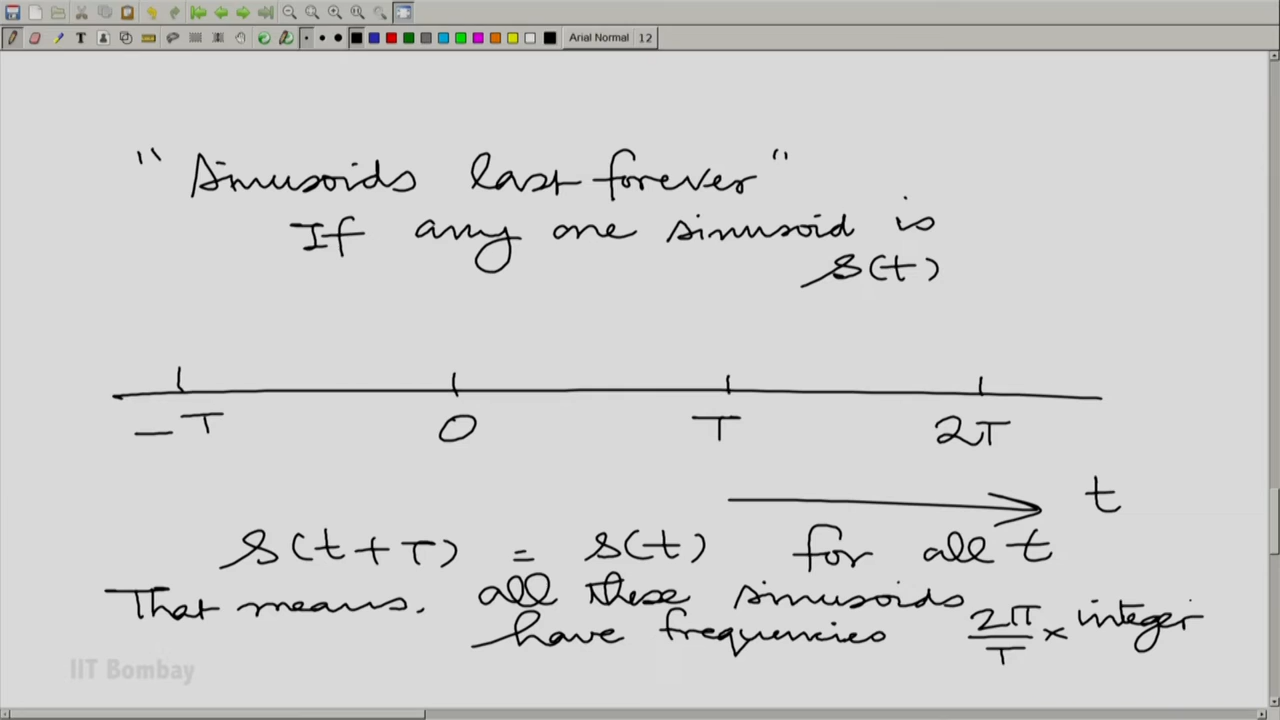 Arial Normal 12
"Sinusoids last forever"
If any one sinusoid is
s(t)
-T 0 T 2T
t
s(t+T) = s(t) for all t
That means, all these sinusoids
have frequencies 2π/T × integer
IIT Bombay